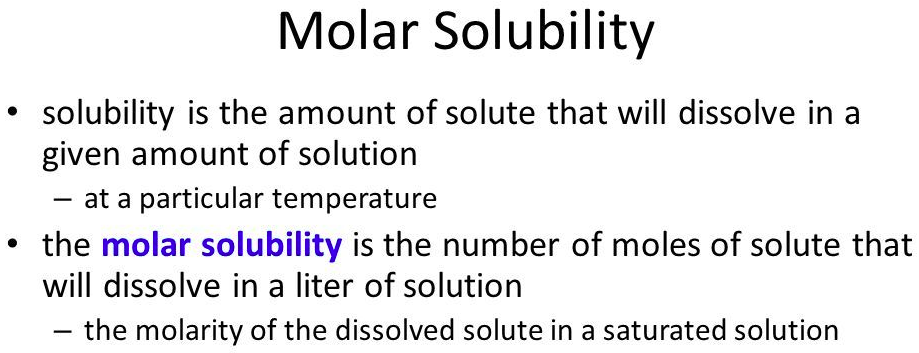 Molar Solubility
• solubility is the amount of solute that will dissolve in a
given amount of solution
– at a particular temperature
• the molar solubility is the number of moles of solute that
will dissolve in a liter of solution
– the molarity of the dissolved solute in a saturated solution